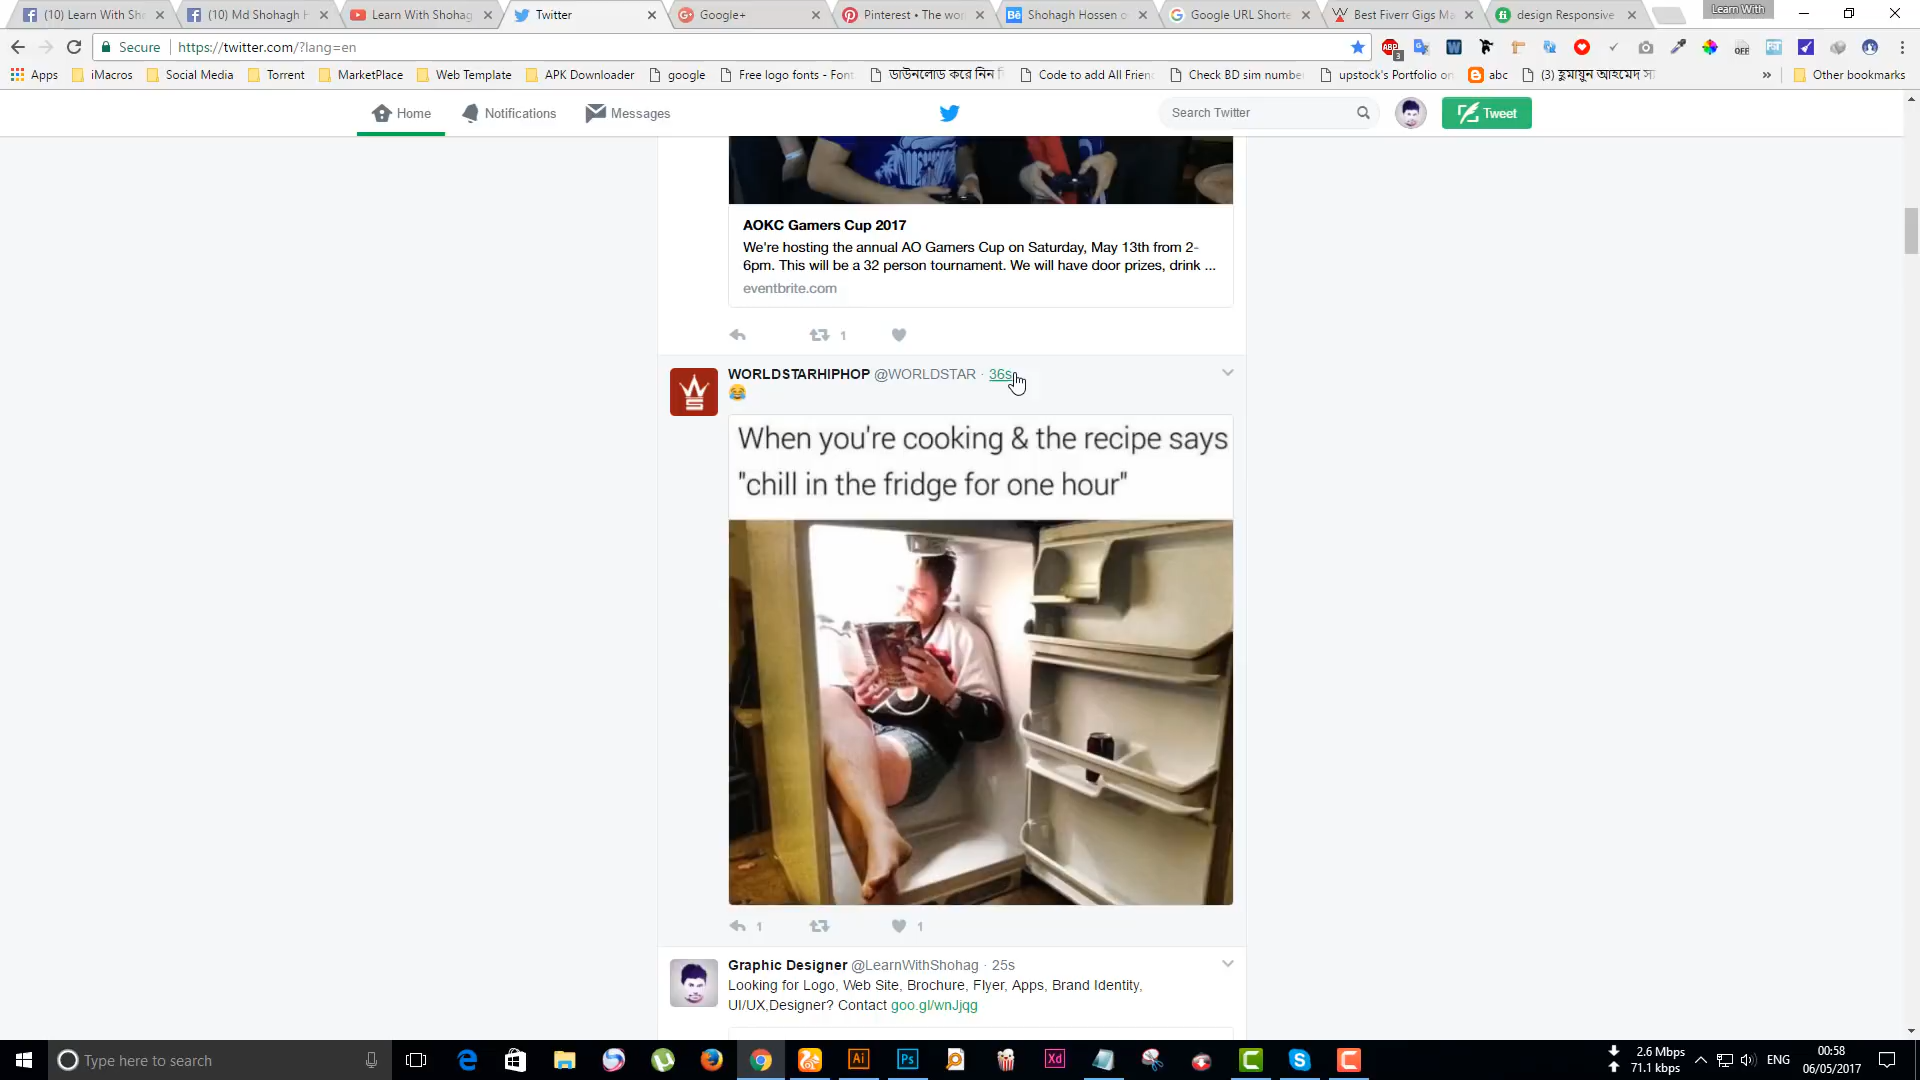 (10) Learn With Sh
(10) Md Shohagh H
Learn With Shohag
Twitter
Google+
Pinterest • The wor
Shohagh Hossen o
Google URL Shorte
Best Fiverr Gigs Ma
design Responsive
Learn With
Secure
https://twitter.com/?lang=en
Apps
iMacros
Social Media
Torrent
MarketPlace
Web Template
APK Downloader
google
Free logo fonts - Font
ডাউনলোড করে নিন
Code to add All Frien
Check BD sim numbe
upstock's Portfolio on
abc
(3) হুমায়ুন আহমেদ স
»
Other bookmarks
Home
Notifications
Messages
Search Twitter
Tweet
AOKC Gamers Cup 2017
We're hosting the annual AO Gamers Cup on Saturday, May 13th from 2-
6pm. This will be a 32 person tournament. We will have door prizes, drink ...
eventbrite.com
1
WORLDSTARHIPHOP @WORLDSTAR · 36s
😂
When you're cooking & the recipe says
"chill in the fridge for one hour"
1
1
Graphic Designer @LearnWithShohag · 25s
Looking for Logo, Web Site, Brochure, Flyer, Apps, Brand Identity,
UI/UX,Designer? Contact goo.gl/wnJjqg
Type here to search
2.6 Mbps
71.1 kbps
ENG
00:58
06/05/2017